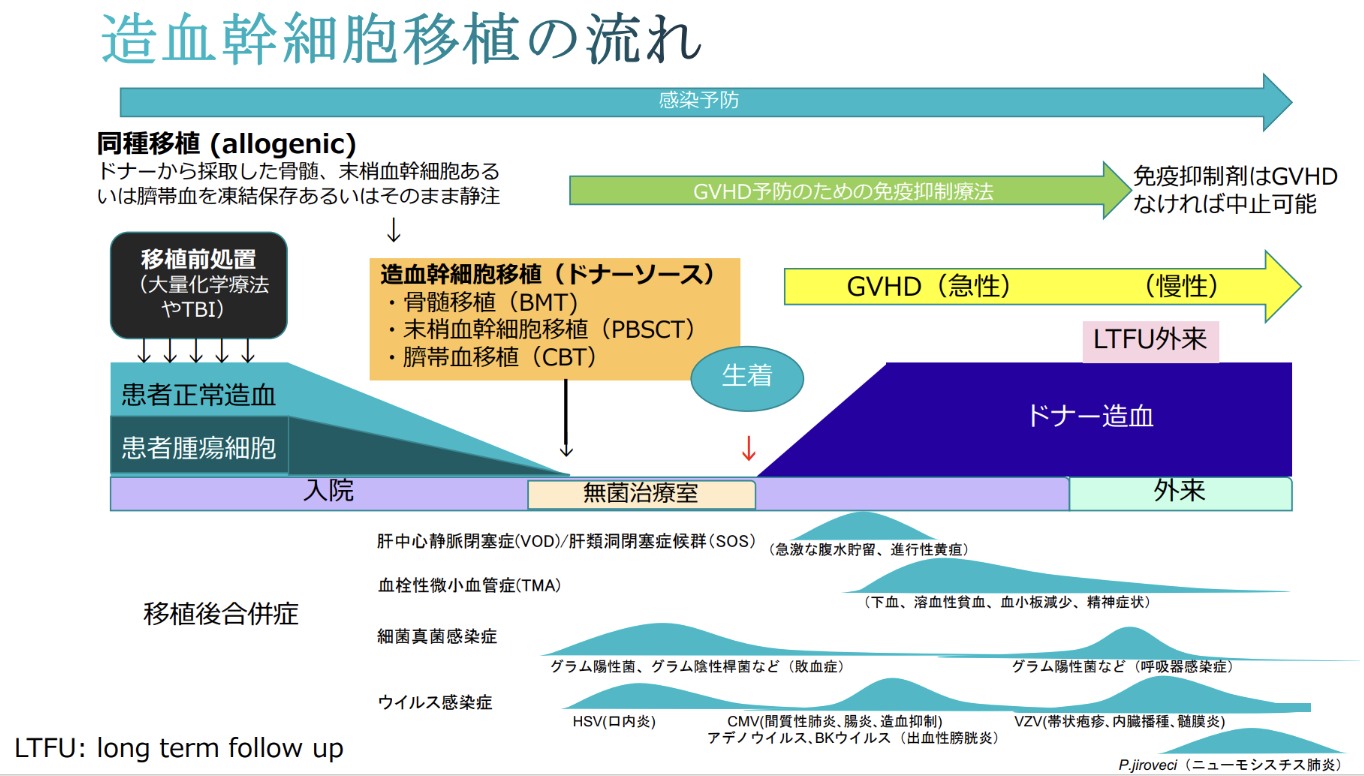 造血幹細胞移植の流れ
感染予防
同種移植 (allogenic)
ドナーから採取した骨髄、末梢血幹細胞ある
いは臍帯血を凍結保存あるいはそのまま静注
GVHD予防のための免疫抑制療法
免疫抑制剤はGVHD
なければ中止可能
移植前処置
（大量化学療法
やTBI）
造血幹細胞移植（ドナーソース）
・骨髄移植（BMT)
・末梢血幹細胞移植（PBSCT）
・臍帯血移植（CBT）
GVHD（急性）
（慢性）
LTFU外来
生着
患者正常造血
患者腫瘍細胞
ドナー造血
入院
無菌治療室
外来
移植後合併症
肝中心静脈閉塞症(VOD)/肝類洞閉塞症候群（SOS）
（急激な腹水貯留、進行性黄疸）
血栓性微小血管症(TMA)
（下血、溶血性貧血、血小板減少、精神症状）
細菌真菌感染症
グラム陽性菌、グラム陰性桿菌など（敗血症）
グラム陽性菌など（呼吸器感染症）
ウイルス感染症
HSV(口内炎)
CMV(間質性肺炎、腸炎、造血抑制)
アデノウイルス、BKウイルス（出血性膀胱炎）
VZV(帯状疱疹、内臓播種、髄膜炎)
P.jiroveci（ニューモシスチス肺炎）
LTFU: long term follow up